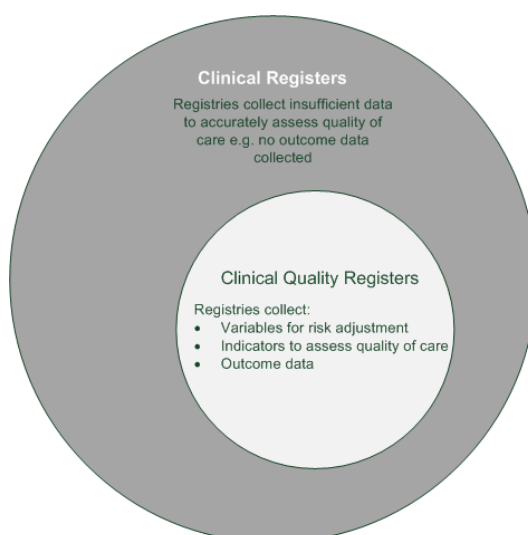 Clinical Registers
Registries collect insufficient data
to accurately assess quality of
care e.g. no outcome data
collected
Clinical Quality Registers
Registries collect:
• Variables for risk adjustment
• Indicators to assess quality of care
• Outcome data